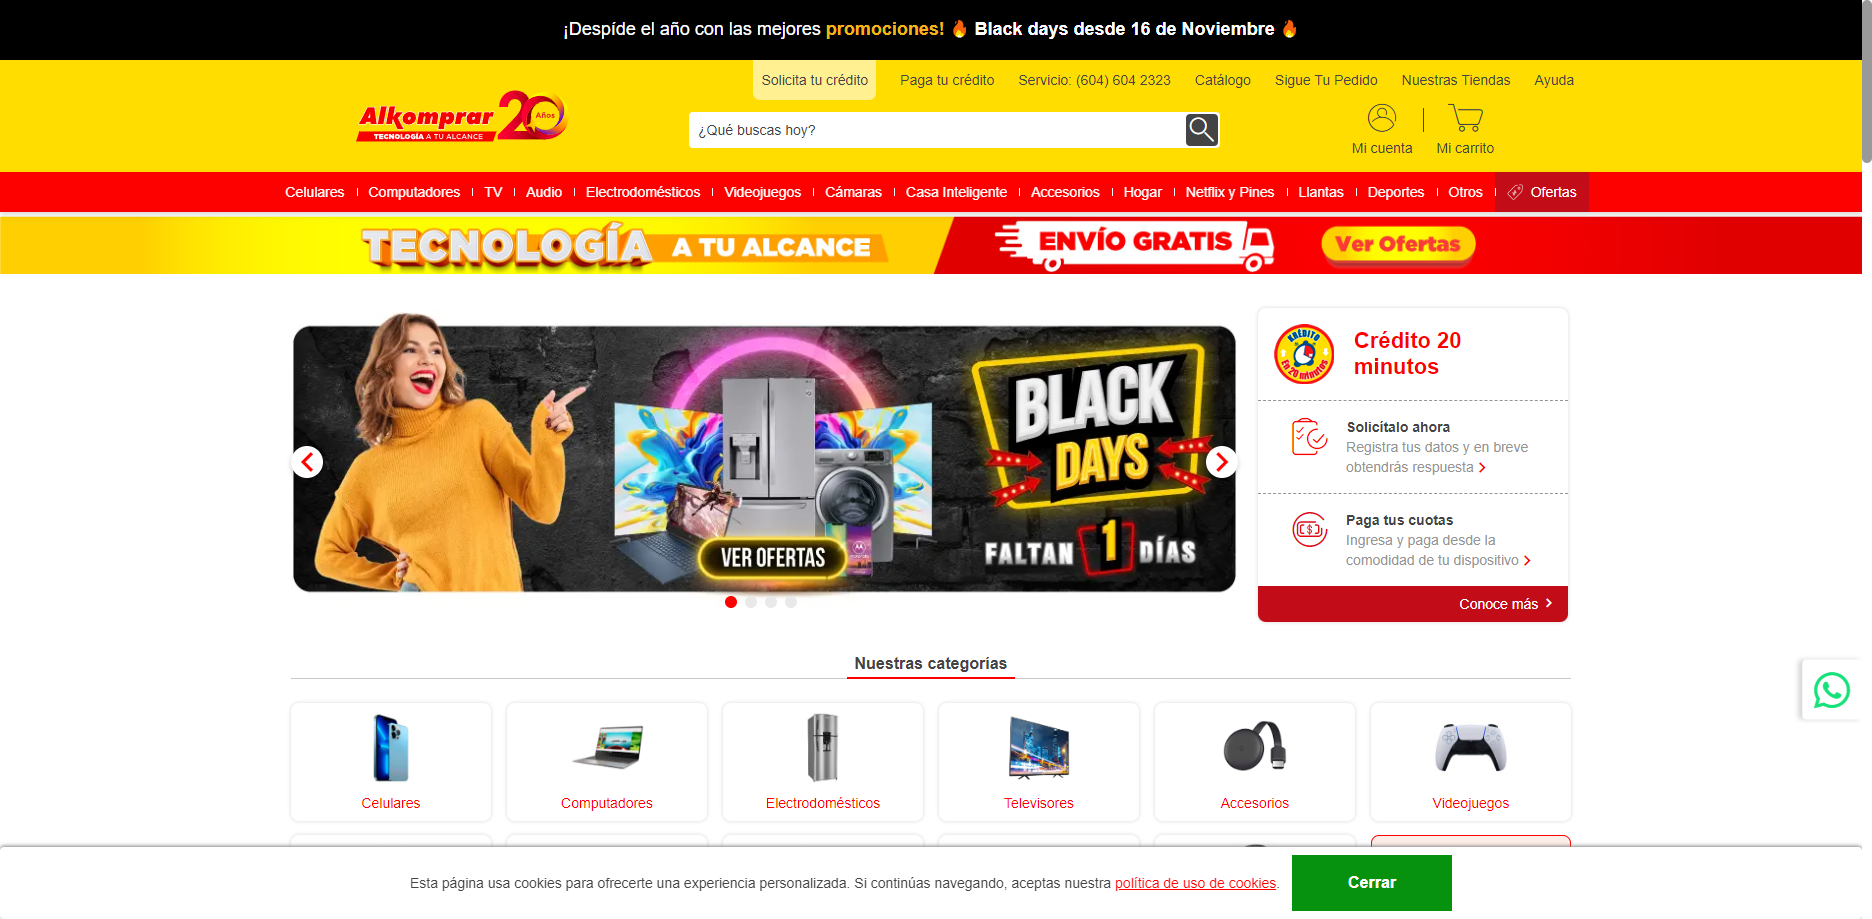 ¡Despíde el año con las mejores promociones! 🔥 Black days desde 16 de Noviembre 🔥
Solicita tu crédito
Paga tu crédito
Servicio: (604) 604 2323
Catálogo
Sigue Tu Pedido
Nuestras Tiendas
Ayuda
Alkomprar 20 Años
TECNOLOGÍA A TU ALCANCE
¿Qué buscas hoy?
Mi cuenta
Mi carrito
Celulares
Computadores
TV
Audio
Electrodomésticos
Videojuegos
Cámaras
Casa Inteligente
Accesorios
Hogar
Netflix y Pines
Llantas
Deportes
Otros
Ofertas
TECNOLOGÍA A TU ALCANCE
ENVÍO GRATIS
Ver Ofertas
BLACK
DAYS
FALTAN 1 DÍAS
VER OFERTAS
KRÉDITO
En 20 minutos
Crédito 20
minutos
Solicítalo ahora
Registra tus datos y en breve
obtendrás respuesta
Paga tus cuotas
Ingresa y paga desde la
comodidad de tu dispositivo
Conoce más
Nuestras categorías
Celulares
Computadores
Electrodomésticos
Televisores
Accesorios
Videojuegos
Esta página usa cookies para ofrecerte una experiencia personalizada. Si continúas navegando, aceptas nuestra política de uso de cookies.
Cerrar